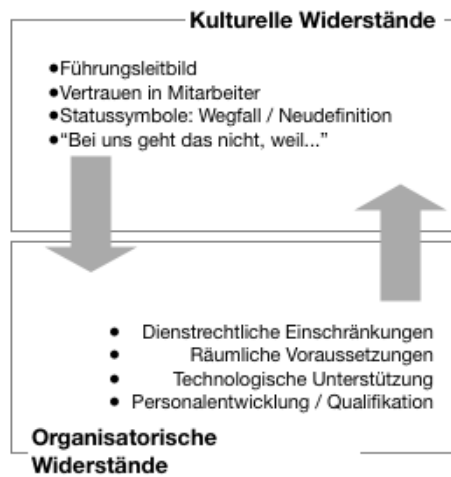 Kulturelle Widerstände
●Führungsleitbild
●Vertrauen in Mitarbeiter
●Statussymbole: Wegfall / Neudefinition
●“Bei uns geht das nicht, weil...”
● Dienstrechtliche Einschränkungen
● Räumliche Voraussetzungen
● Technologische Unterstützung
● Personalentwicklung / Qualifikation
Organisatorische
Widerstände